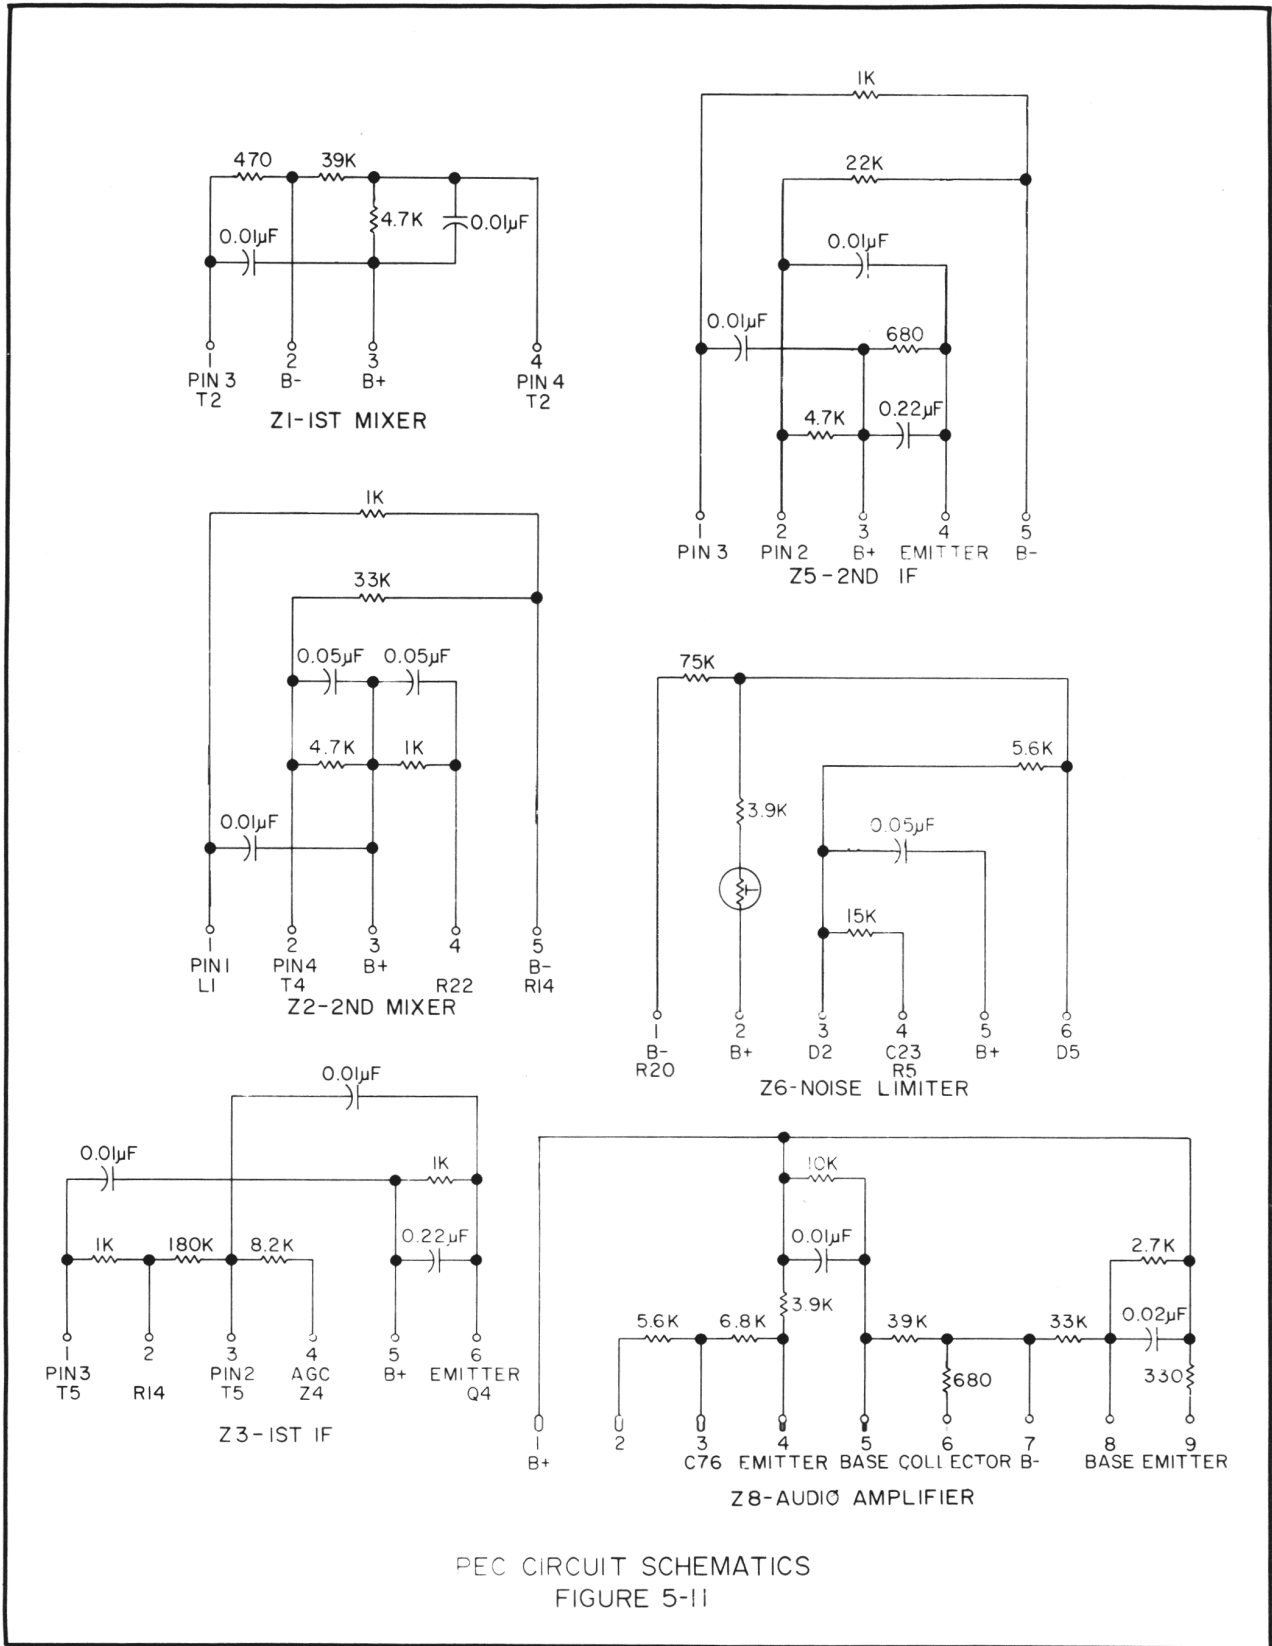 470 39K
4.7K 0.01µF
0.01µF
1 2 3 4
PIN 3 B- B+ PIN 4
T2 T2
Z1-1ST MIXER
1K
22K
0.01µF
0.01µF 680
4.7K 0.22µF
1 2 3 4 5
PIN 3 PIN 2 B+ EMITTER B-
Z5-2ND IF
1K
33K
0.05µF 0.05µF
4.7K 1K
0.01µF
1 2 3 4 5
PIN 1 PIN 4 B+ B-
L1 T4 R22 R14
Z2-2ND MIXER
75K
5.6K
3.9K
0.05µF
15K
1 2 3 4 5 6
B- B+ D2 C23 B+ D5
R20 R5
Z6-NOISE LIMITER
0.01µF
0.01µF
1K
1K 180K 8.2K 0.22µF
1 2 3 4 5 6
PIN3 PIN2 AGC B+ EMITTER
T5 R14 T5 Z4 Q4
Z3-1ST IF
10K
0.01µF
2.7K
3.9K
5.6K 6.8K 39K 33K 0.02µF
680 330
1 2 3 4 5 6 7 8 9
B+ C76 EMITTER BASE COLLECTOR B- BASE EMITTER
Z8-AUDIO AMPLIFIER
PEC CIRCUIT SCHEMATICS
FIGURE 5-11